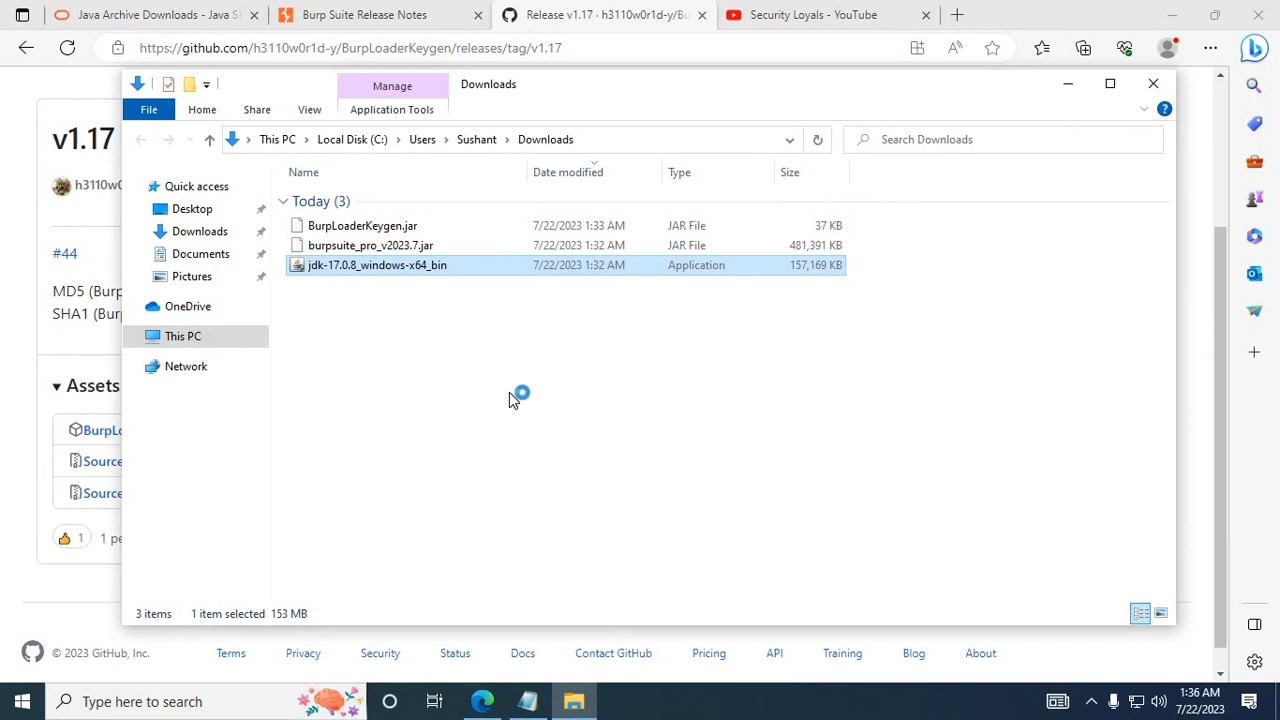 Java Archive Downloads - Java S
Burp Suite Release Notes
Release v1.17 · h3110w0r1d-y/Bu
Security Loyals - YouTube
https://github.com/h3110w0r1d-y/BurpLoaderKeygen/releases/tag/v1.17
Manage
Downloads
File
Home
Share
View
Application Tools
This PC > Local Disk (C:) > Users > Sushant > Downloads
Search Downloads
Name
Date modified
Type
Size
Quick access
Desktop
Downloads
Documents
Pictures
OneDrive
This PC
Network
Today (3)
BurpLoaderKeygen.jar 7/22/2023 1:33 AM JAR File 37 KB
burpsuite_pro_v2023.7.jar 7/22/2023 1:32 AM JAR File 481,391 KB
jdk-17.0.8_windows-x64_bin 7/22/2023 1:32 AM Application 157,169 KB
3 items
1 item selected 153 MB
v1.17
h3110w0
#44
MD5 (Bur
SHA1 (Bur
Assets
BurpLo
Source
Source
👍 1
1 pe
© 2023 GitHub, Inc.
Terms
Privacy
Security
Status
Docs
Contact GitHub
Pricing
API
Training
Blog
About
Type here to search
1:36 AM
7/22/2023